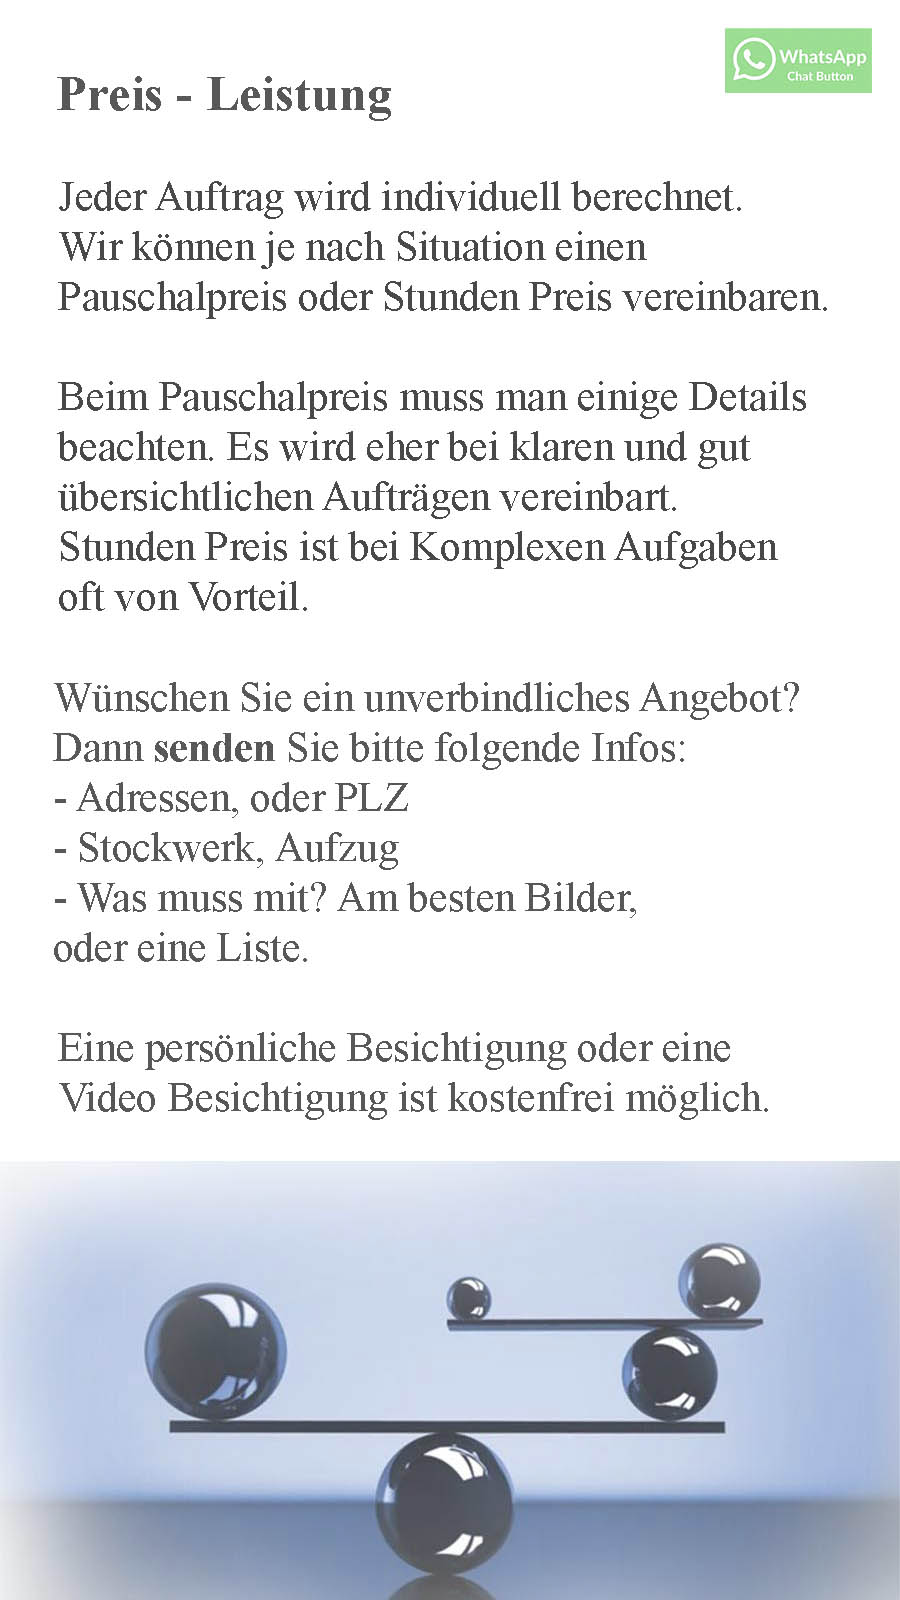 WhatsApp
Chat Button
Preis - Leistung
Jeder Auftrag wird individuell berechnet.
Wir können je nach Situation einen
Pauschalpreis oder Stunden Preis vereinbaren.
Beim Pauschalpreis muss man einige Details
beachten. Es wird eher bei klaren und gut
übersichtlichen Aufträgen vereinbart.
Stunden Preis ist bei Komplexen Aufgaben
oft von Vorteil.
Wünschen Sie ein unverbindliches Angebot?
Dann senden Sie bitte folgende Infos:
- Adressen, oder PLZ
- Stockwerk, Aufzug
- Was muss mit? Am besten Bilder,
oder eine Liste.
Eine persönliche Besichtigung oder eine
Video Besichtigung ist kostenfrei möglich.